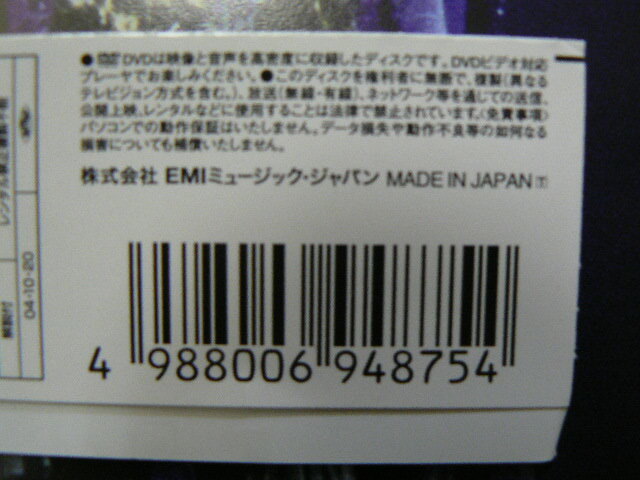 ●DVD DVDは映像と音声を高密度に収録したディスクです。DVDビデオ対応
プレーヤでお楽しみください。●このディスクを権利者に無断で、複製(異なる
テレビジョン方式を含む。)、放送(無線・有線)、ネットワーク等を通じての送信、
公開上映、レンタルなどに使用することは法律で禁止されています。〈免責事項〉
パソコンでの動作保証はいたしません。データ損失や動作不良等の如何なる
損害についても補償いたしません。
株式会社 EMIミュージック・ジャパン MADE IN JAPAN T
4 988006 948754
04・10・20